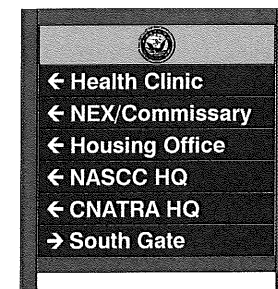 ← Health Clinic
← NEX/Commissary
← Housing Office
← NASCC HQ
← CNATRA HQ
→ South Gate